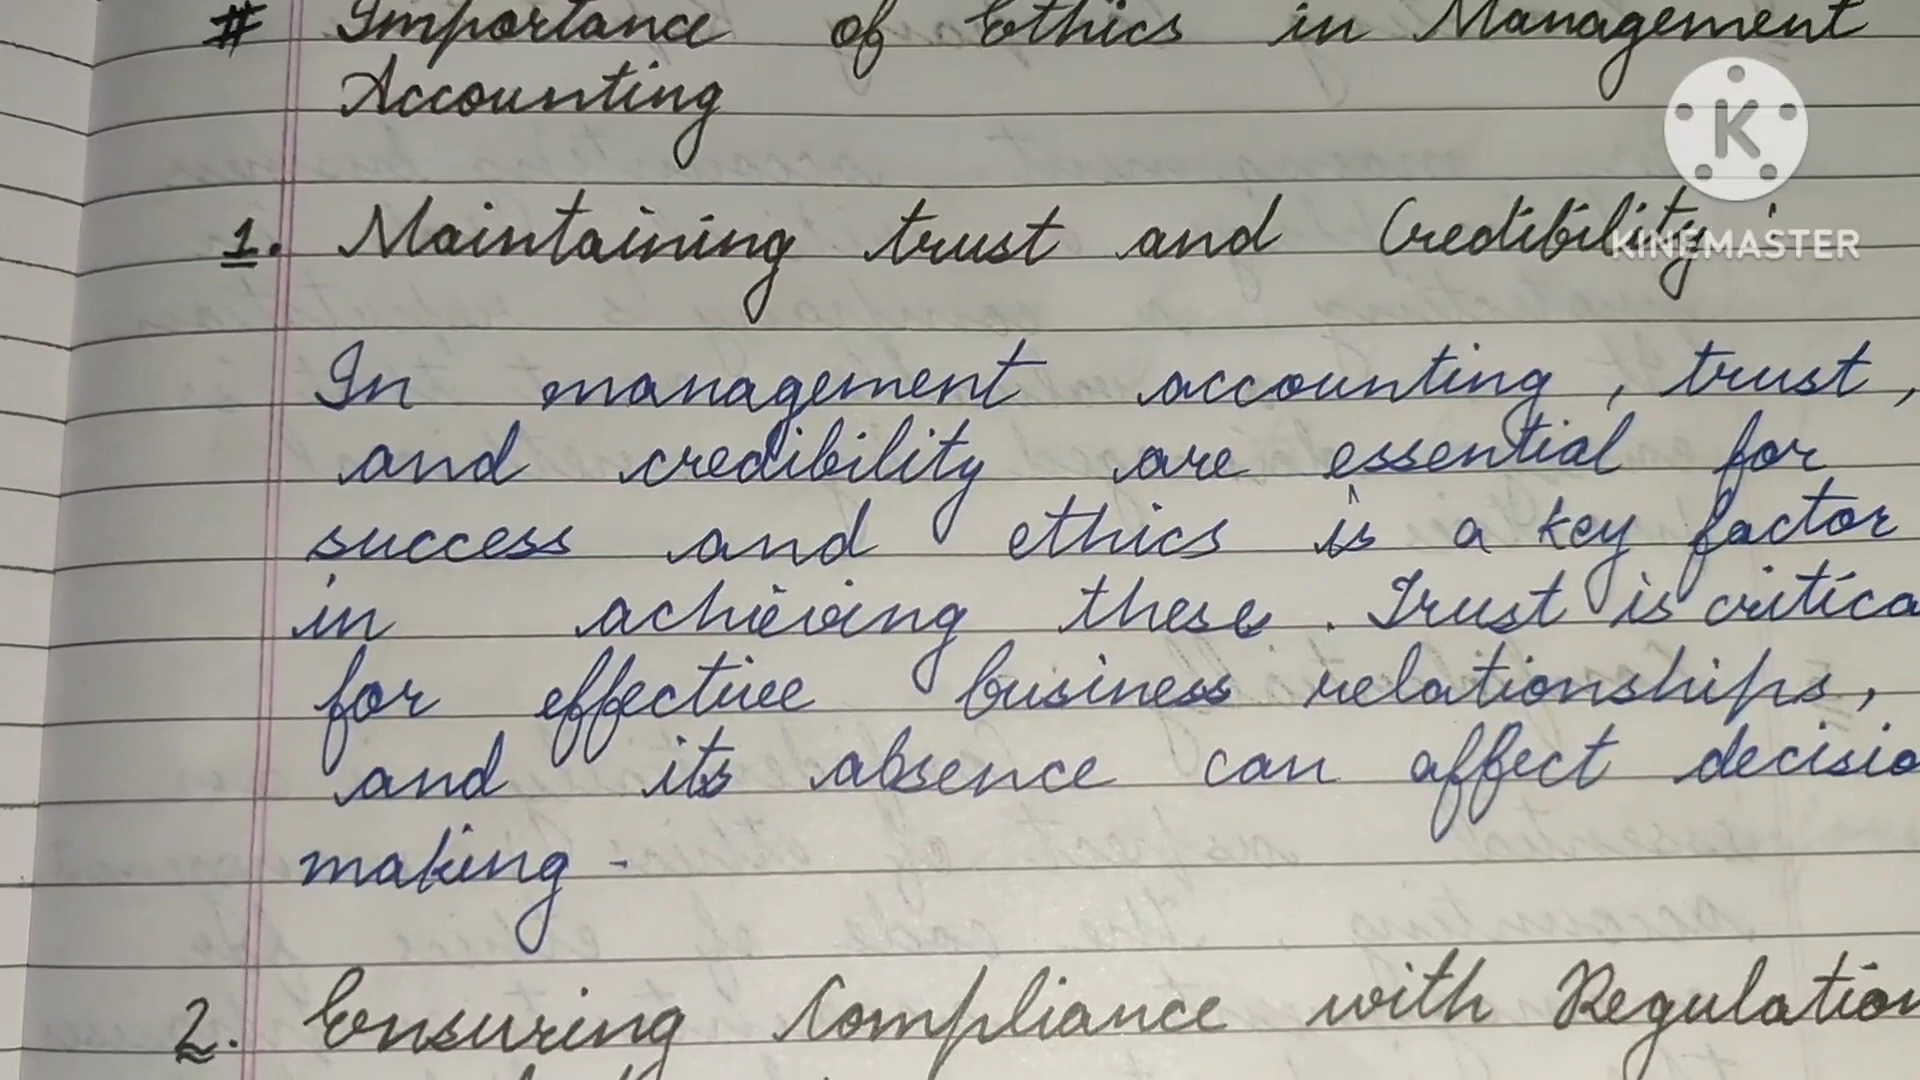 # Importance of Ethics in Management
Accounting
1. Maintaining trust and Credibility:
KINEMASTER
In management accounting, trust,
and credibility are essential for
success and ethics is a key factor
in achieving these. Trust is critica
for effective business relationships,
and its absence can affect decisio
making -
2. Ensuring Compliance with Regulation